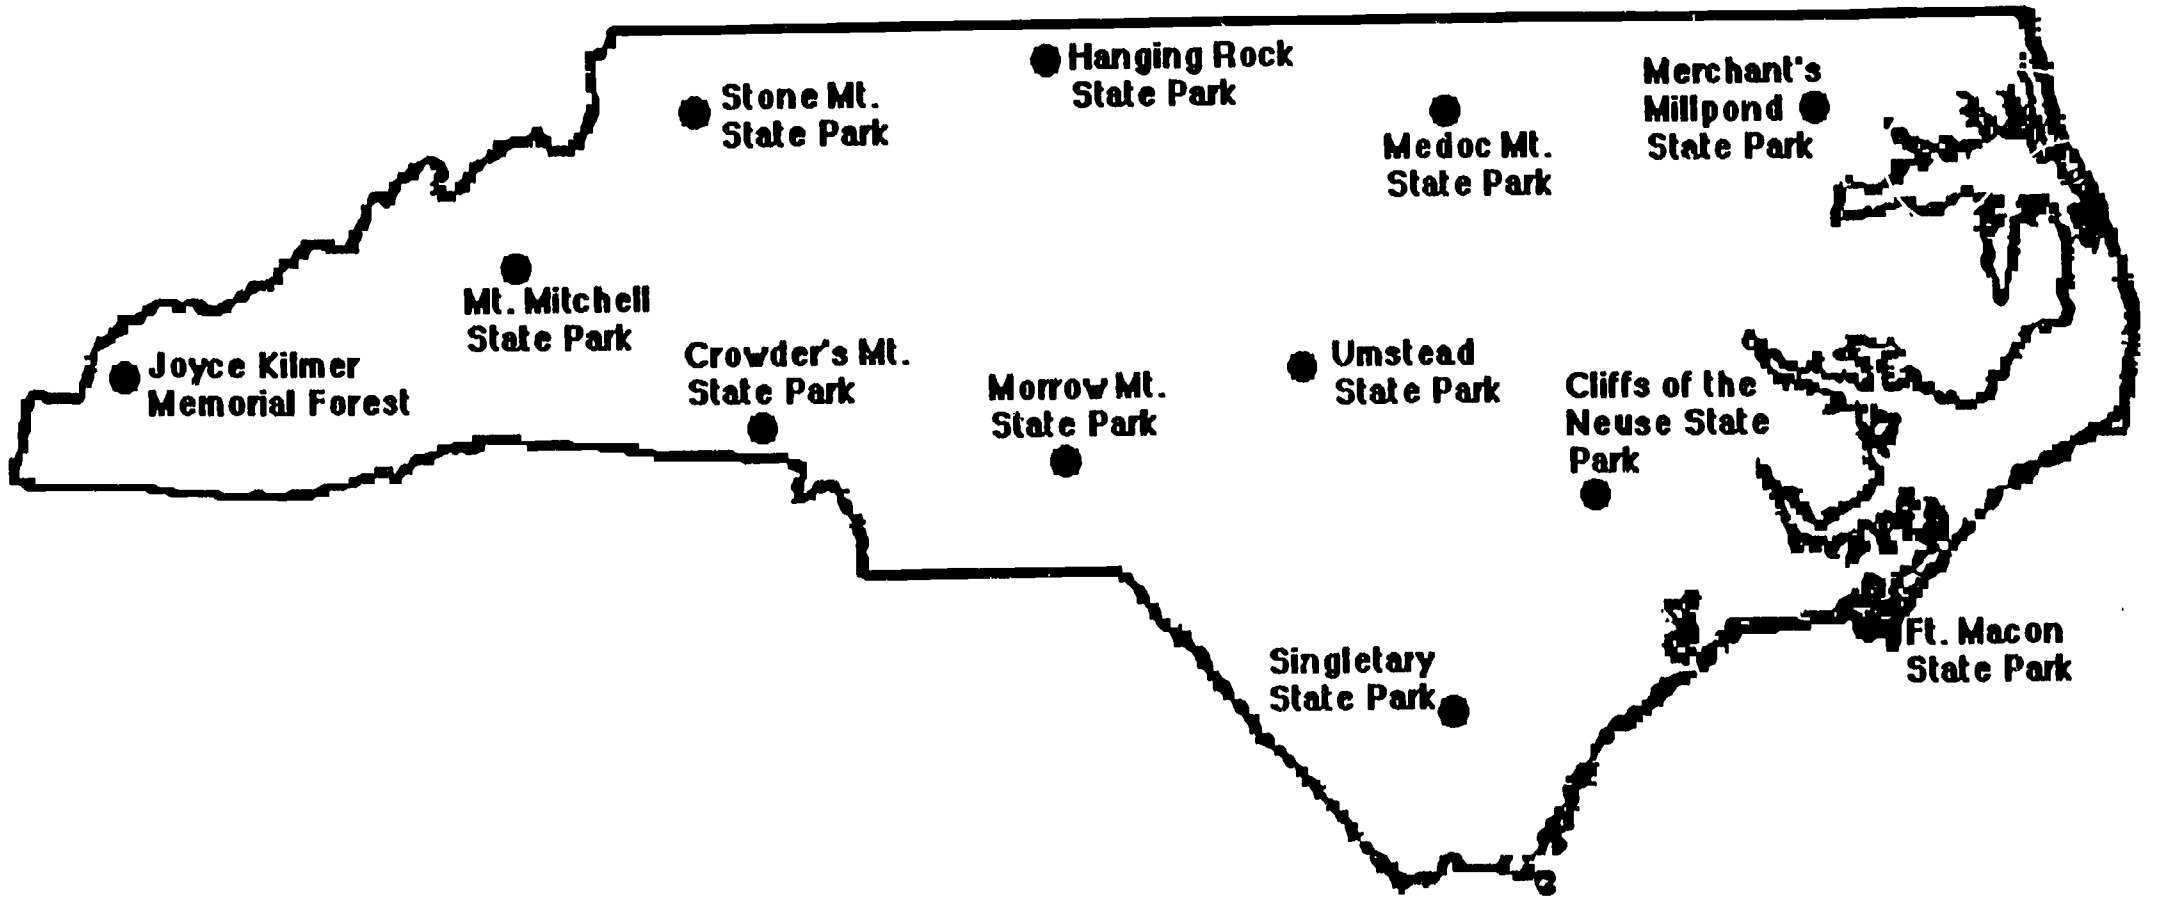 Hanging Rock
State Park
Stone Mt.
State Park
Merchant's
Millpond
State Park
Medoc Mt.
State Park
Mt. Mitchell
State Park
Joyce Kilmer
Memorial Forest
Crowder's Mt.
State Park
Morrow Mt.
State Park
Umstead
State Park
Cliffs of the
Neuse State
Park
Ft. Macon
State Park
Singletary
State Park